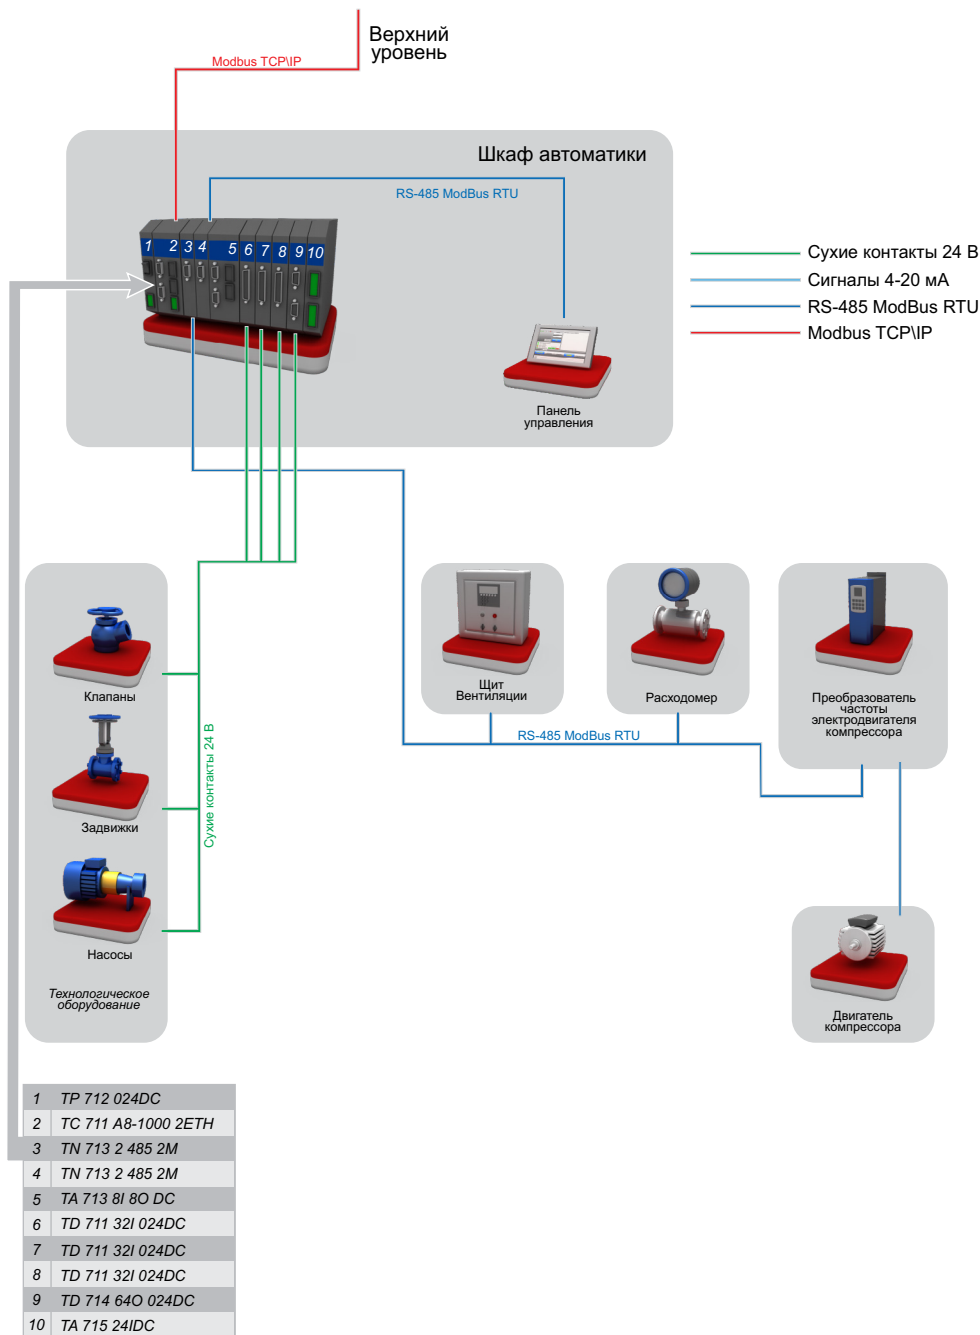 Верхний
уровень
Modbus TCP\IP
Шкаф автоматики
RS-485 ModBus RTU
1 2 3 4 5 6 7 8 9 10
Сухие контакты 24 В
Сигналы 4-20 мА
RS-485 ModBus RTU
Modbus TCP\IP
Панель
управления
Клапаны
Задвижки
Насосы
Технологическое
оборудование
Сухие контакты 24 В
Щит
Вентиляции
Расходомер
Преобразователь
частоты
электродвигателя
компрессора
RS-485 ModBus RTU
Двигатель
компрессора
1 TP 712 024DC
2 TC 711 A8-1000 2ETH
3 TN 713 2 485 2M
4 TN 713 2 485 2M
5 TA 713 8I 8O DC
6 TD 711 32I 024DC
7 TD 711 32I 024DC
8 TD 711 32I 024DC
9 TD 714 64O 024DC
10 TA 715 24IDC